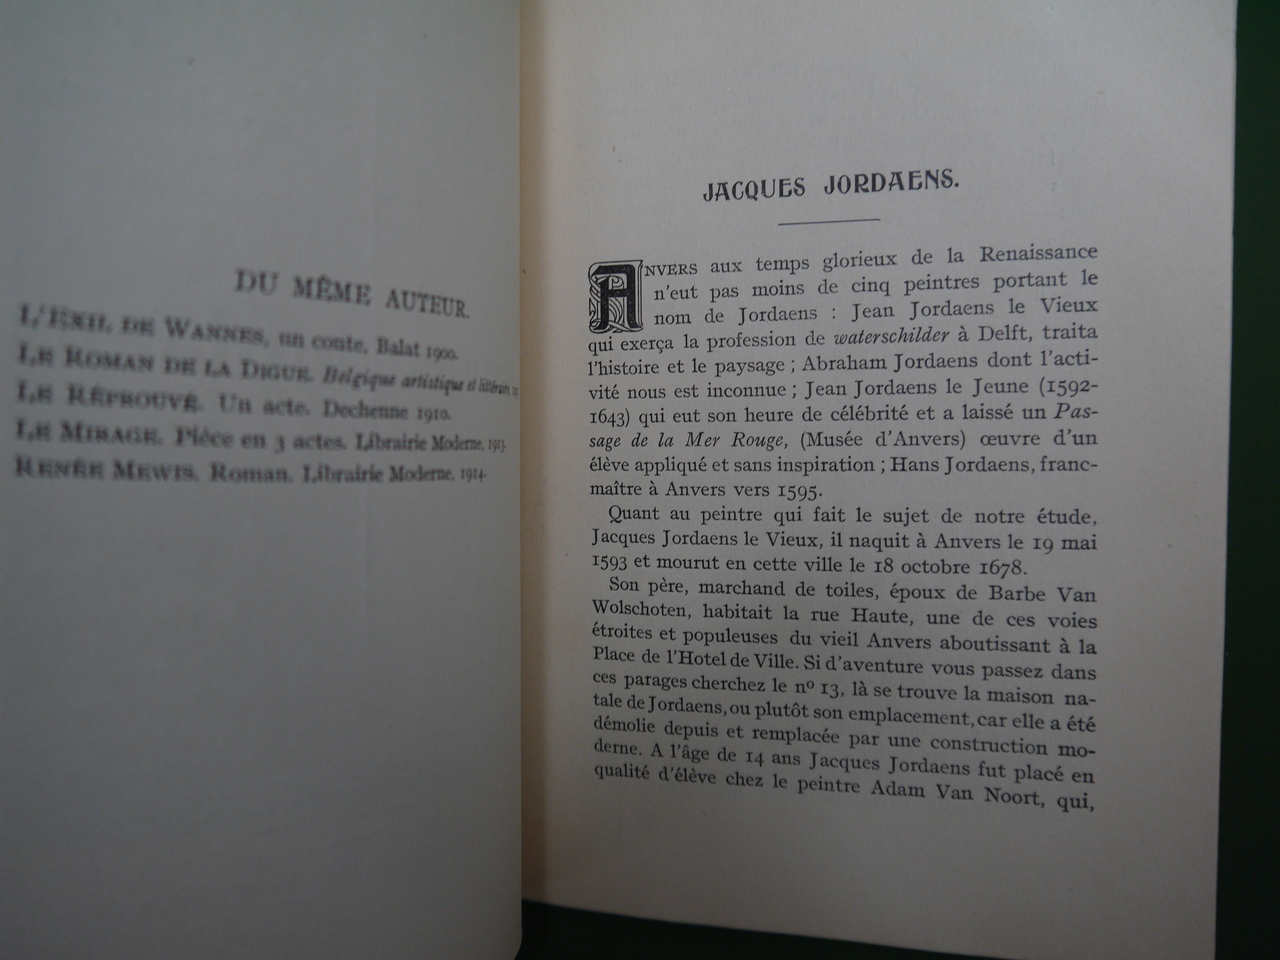 DU MÊME AUTEUR.
L'EXIL DE WANNES, un conte, Balat 1900.
LE ROMAN DE LA DIGUE. Belgique artistique et littérair.
LE RÉPROUVÉ. Un acte. Dechenne 1910.
LE MIRAGE. Pièce en 3 actes. Librairie Moderne, 1913
RENÉE MEWIS. Roman. Librairie Moderne, 1914.
JACQUES JORDAENS.
ANVERS aux temps glorieux de la Renaissance
n'eut pas moins de cinq peintres portant le
nom de Jordaens : Jean Jordaens le Vieux
qui exerça la profession de waterschilder à Delft, traita
l'histoire et le paysage ; Abraham Jordaens dont l'acti-
vité nous est inconnue ; Jean Jordaens le Jeune (1592-
1643) qui eut son heure de célébrité et a laissé un Pas-
sage de la Mer Rouge, (Musée d'Anvers) œuvre d'un
élève appliqué et sans inspiration ; Hans Jordaens, franc-
maître à Anvers vers 1595.
Quant au peintre qui fait le sujet de notre étude,
Jacques Jordaens le Vieux, il naquit à Anvers le 19 mai
1593 et mourut en cette ville le 18 octobre 1678.
Son père, marchand de toiles, époux de Barbe Van
Wolschoten, habitait la rue Haute, une de ces voies
étroites et populeuses du vieil Anvers aboutissant à la
Place de l'Hotel de Ville. Si d'aventure vous passez dans
ces parages cherchez le nº 13, là se trouve la maison na-
tale de Jordaens, ou plutôt son emplacement, car elle a été
démolie depuis et remplacée par une construction mo-
derne. A l'âge de 14 ans Jacques Jordaens fut placé en
qualité d'élève chez le peintre Adam Van Noort, qui,